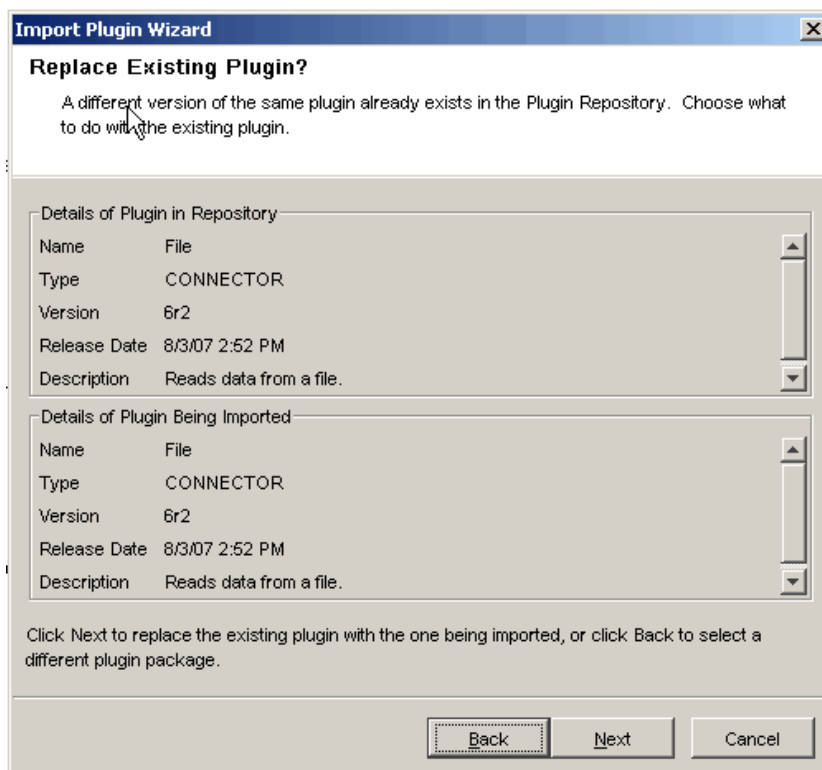 Import Plugin Wizard
Replace Existing Plugin?
A different version of the same plugin already exists in the Plugin Repository. Choose what
to do with the existing plugin.
Details of Plugin in Repository
Name File
Type CONNECTOR
Version 6r2
Release Date 8/3/07 2:52 PM
Description Reads data from a file.
Details of Plugin Being Imported
Name File
Type CONNECTOR
Version 6r2
Release Date 8/3/07 2:52 PM
Description Reads data from a file.
Click Next to replace the existing plugin with the one being imported, or click Back to select a
different plugin package.
Back Next Cancel